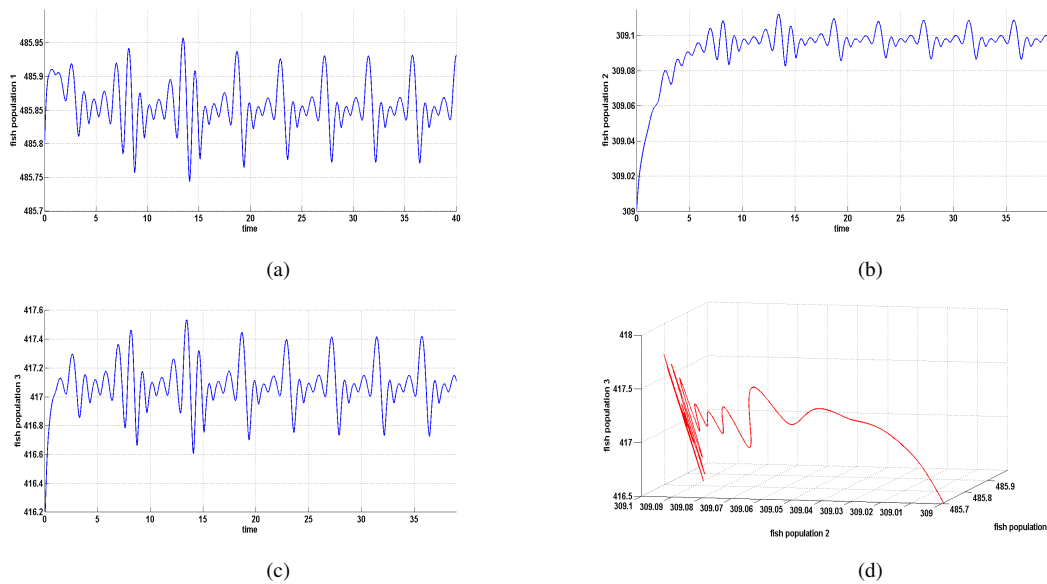 485.95
485.9
485.85
485.8
485.75
485.7
fish population 1
0 5 10 15 20 25 30 35 40
time
(a)
309.1
309.08
309.06
309.04
309.02
309
fish population 2
0 5 10 15 20 25 30 35
time
(b)
417.6
417.4
417.2
417
416.8
416.6
416.4
416.2
fish population 3
0 5 10 15 20 25 30 35
time
(c)
418
417.5
417
416.5
fish population 3
309.1 309.09 309.08 309.07 309.06 309.05 309.04 309.03 309.02 309.01 309
fish population 2
485.7 485.8 485.9
fish population
(d)